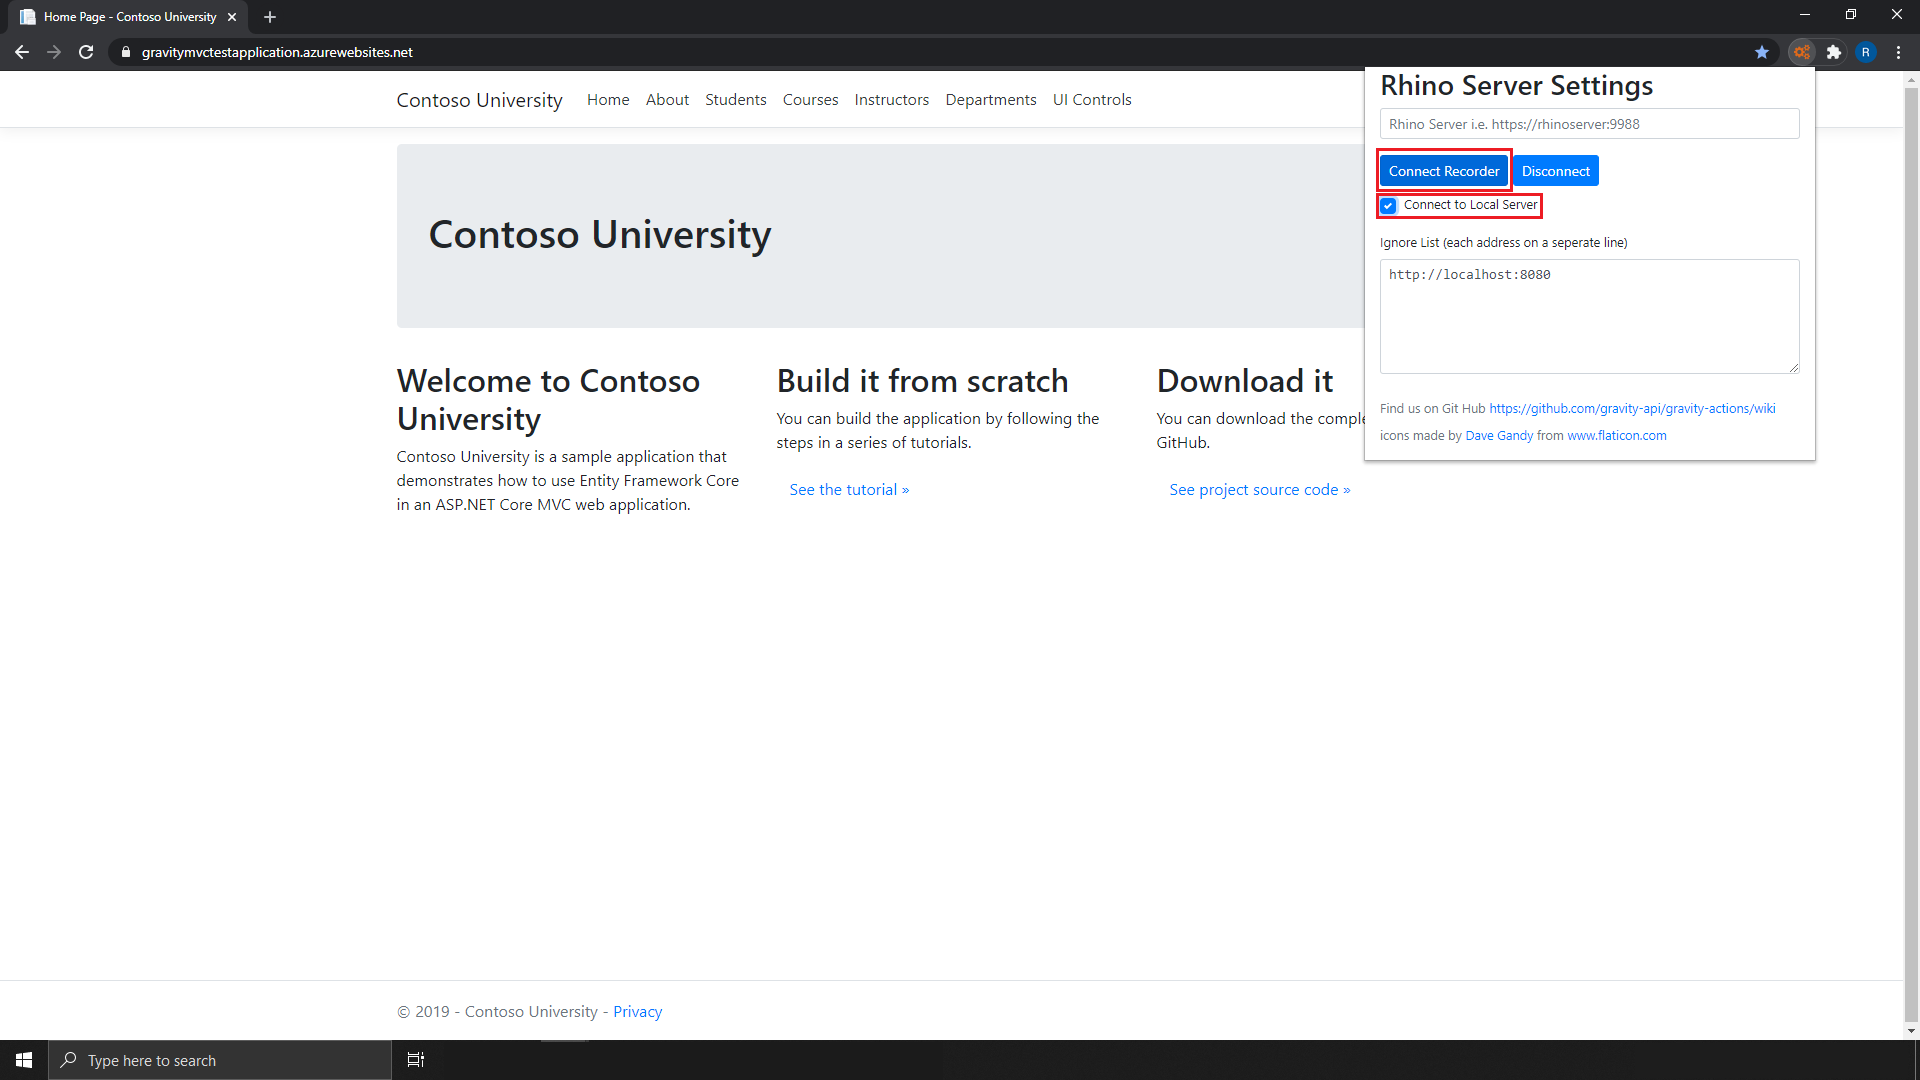 Home Page - Contoso University
gravitymvctestapplication.azurewebsites.net
R
Contoso University
Home
About
Students
Courses
Instructors
Departments
UI Controls
Rhino Server Settings
Rhino Server i.e. https://rhinoserver:9988
Connect Recorder
Disconnect
Connect to Local Server
Ignore List (each address on a seperate line)
http://localhost:8080
Find us on Git Hub https://github.com/gravity-api/gravity-actions/wiki
icons made by Dave Gandy from www.flaticon.com
Contoso University
Welcome to Contoso
University
Contoso University is a sample application that
demonstrates how to use Entity Framework Core
in an ASP.NET Core MVC web application.
Build it from scratch
You can build the application by following the
steps in a series of tutorials.
See the tutorial »
Download it
You can download the comple
GitHub.
See project source code »
© 2019 - Contoso University - Privacy
Type here to search